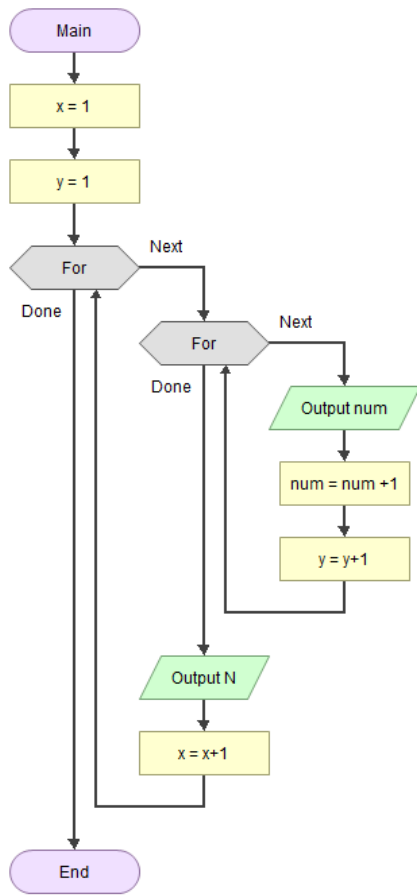 Main
x = 1
y = 1
For
Next
Done
For
Next
Done
Output num
num = num +1
y = y+1
Output N
x = x+1
End